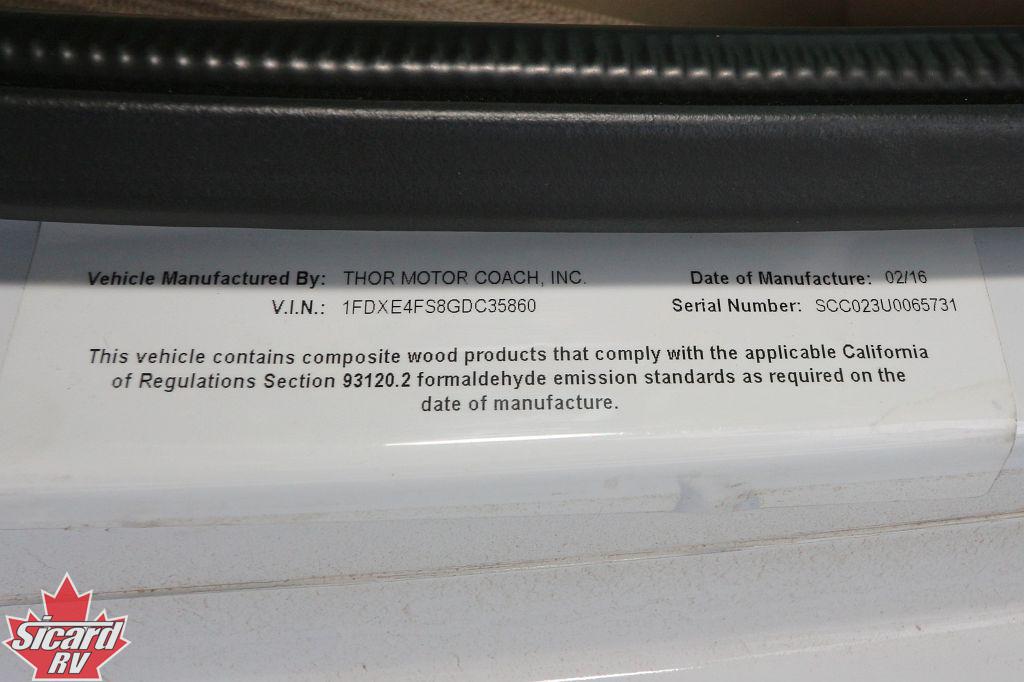 Vehicle Manufactured By: THOR MOTOR COACH, INC. Date of Manufacture: 02/16
V.I.N.: 1FDXE4FS8GDC35860 Serial Number: SCC023U0065731
This vehicle contains composite wood products that comply with the applicable California
of Regulations Section 93120.2 formaldehyde emission standards as required on the
date of manufacture.
Sicard
RV